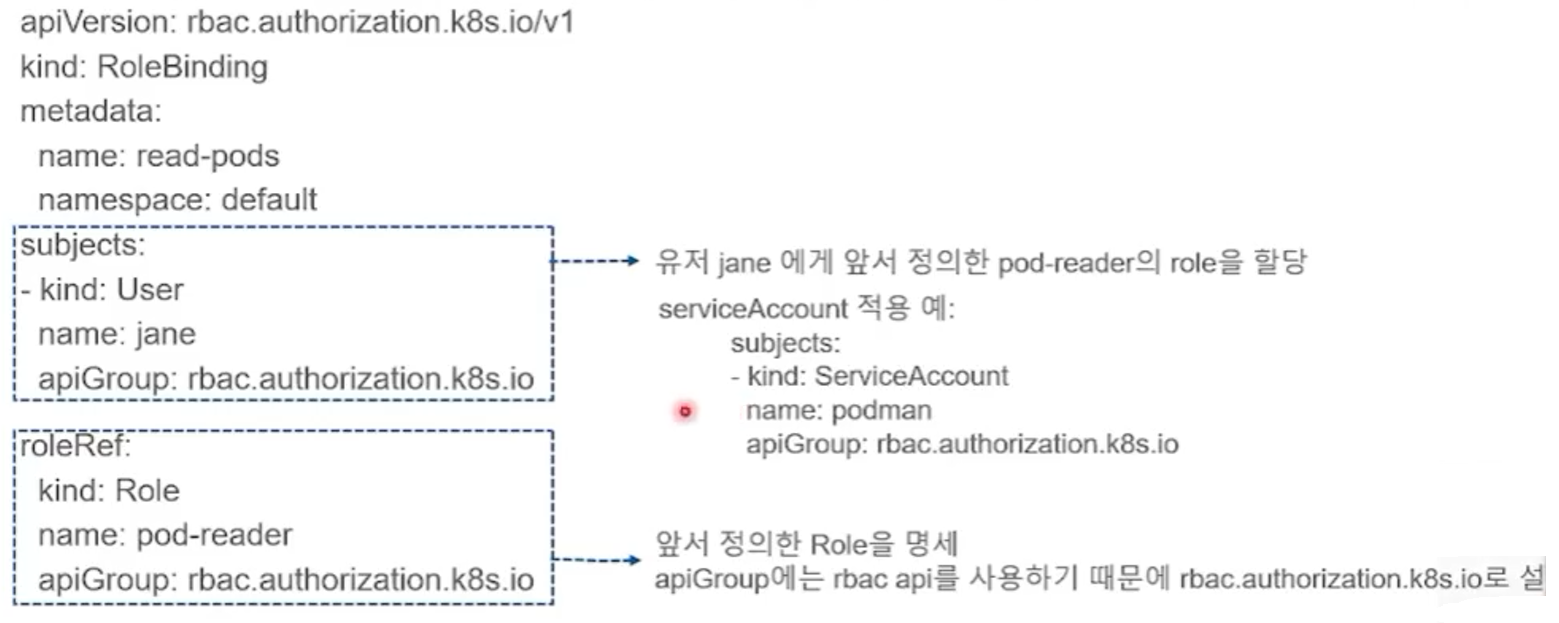 apiVersion: rbac.authorization.k8s.io/v1
kind: RoleBinding
metadata:
name: read-pods
namespace: default
subjects:
- kind: User
name: jane
apiGroup: rbac.authorization.k8s.io
roleRef:
kind: Role
name: pod-reader
apiGroup: rbac.authorization.k8s.io
유저 jane 에게 앞서 정의한 pod-reader의 role을 할당
serviceAccount 적용 예:
subjects:
- kind: ServiceAccount
name: podman
apiGroup: rbac.authorization.k8s.io
앞서 정의한 Role을 명세
apiGroup에는 rbac api를 사용하기 때문에 rbac.authorization.k8s.io로 설